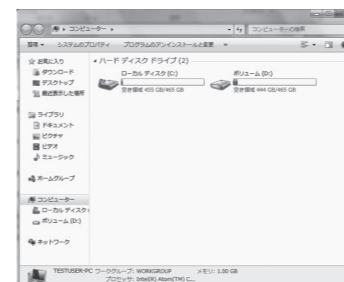 コンピューター
コンピューターの検索
整理 システムのプロパティ プログラムのアンインストールと変更 »
お気に入り
ダウンロード
デスクトップ
最近表示した場所
ライブラリ
ドキュメント
ピクチャ
ビデオ
ミュージック
ホームグループ
コンピューター
ローカル ディスク
ボリューム (D:)
ネットワーク
ハード ディスク ドライブ (2)
ローカル ディスク (C:)
空き領域 455 GB/465 GB
ボリューム (D:)
空き領域 444 GB/465 GB
TESTUSER-PC ワークグループ: WORKGROUP メモリ: 1.00 GB
プロセッサ: Intel(R) Atom(TM) C...